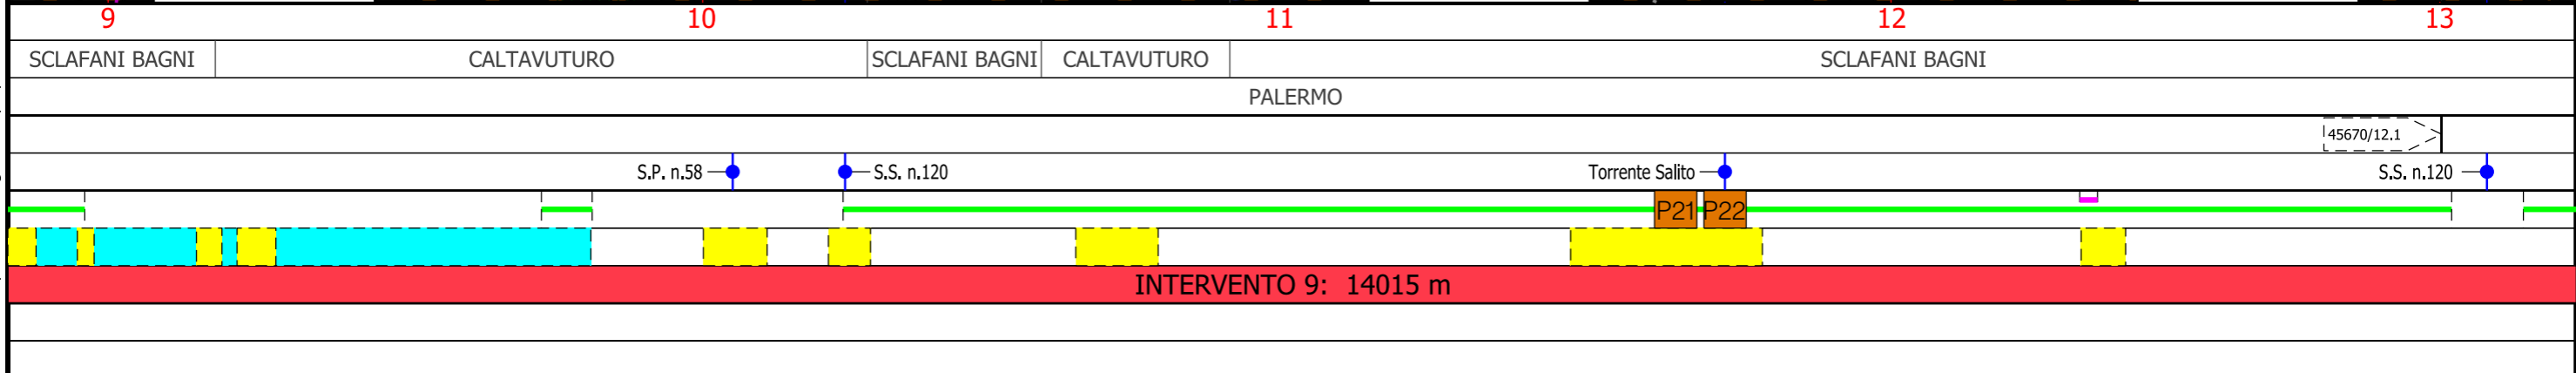 9 10 11 12 13
SCLAFANI BAGNI CALTAVUTURO SCLAFANI BAGNI CALTAVUTURO SCLAFANI BAGNI
PALERMO
45670/12.1
S.P. n.58 S.S. n.120 Torrente Salito S.S. n.120
P21 P22
INTERVENTO 9: 14015 m